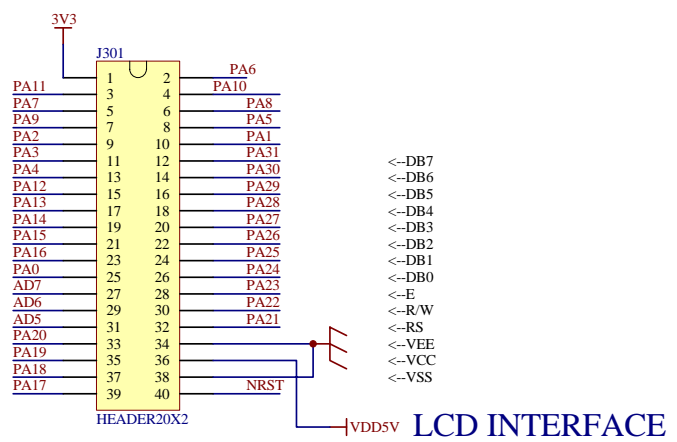 3V3
J301
1 2 PA6
PA11 3 4 PA10
PA7 5 6 PA8
PA9 7 8 PA5
PA2 9 10 PA1
PA3 11 12 PA31 <--DB7
PA4 13 14 PA30 <--DB6
PA12 15 16 PA29 <--DB5
PA13 17 18 PA28 <--DB4
PA14 19 20 PA27 <--DB3
PA15 21 22 PA26 <--DB2
PA16 23 24 PA25 <--DB1
PA0 25 26 PA24 <--DB0
AD7 27 28 PA23 <--E
AD6 29 30 PA22 <--R/W
AD5 31 32 PA21 <--RS
PA20 33 34 <--VEE
PA19 35 36 <--VCC
PA18 37 38 <--VSS
PA17 39 40 NRST
HEADER20X2
VDD5V
LCD INTERFACE